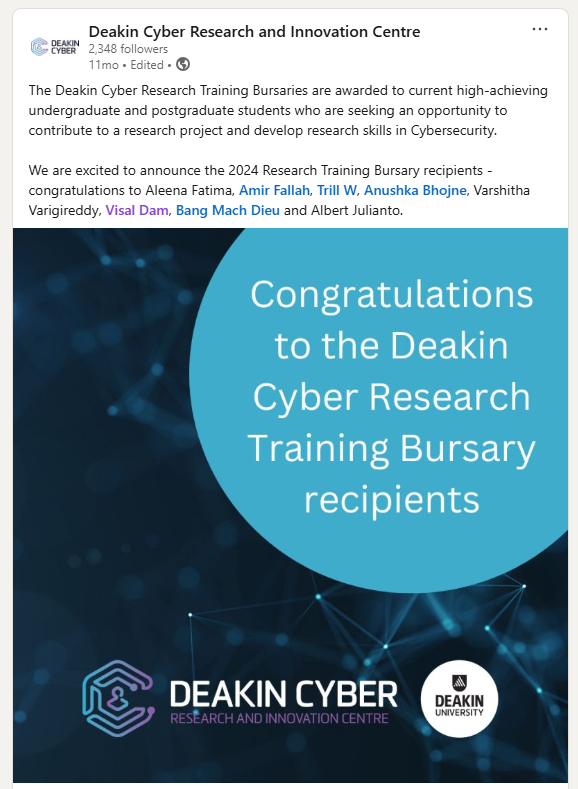 Deakin Cyber Research and Innovation Centre
2,348 followers
11mo • Edited •
The Deakin Cyber Research Training Bursaries are awarded to current high-achieving
undergraduate and postgraduate students who are seeking an opportunity to
contribute to a research project and develop research skills in Cybersecurity.
We are excited to announce the 2024 Research Training Bursary recipients -
congratulations to Aleena Fatima, Amir Fallah, Trill W, Anushka Bhojne, Varshitha
Varigireddy, Visal Dam, Bang Mach Dieu and Albert Julianto.
Congratulations
to the Deakin
Cyber Research
Training Bursary
recipients
DEAKIN CYBER
RESEARCH AND INNOVATION CENTRE
DEAKIN
UNIVERSITY
DEAKIN
CYBER